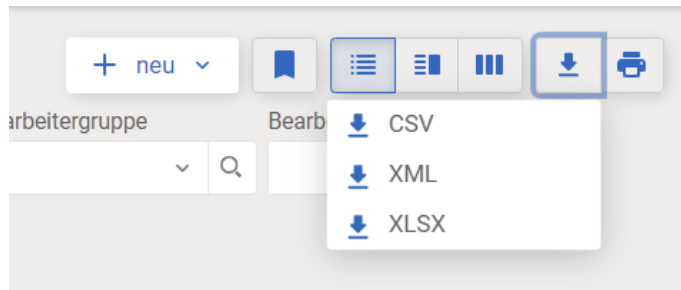 neu
arbeitergruppe
Bearb
CSV
XML
XLSX